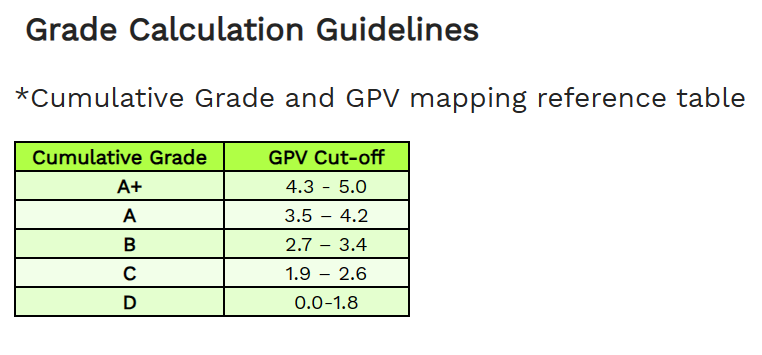 Grade Calculation Guidelines
*Cumulative Grade and GPV mapping reference table
Cumulative Grade GPV Cut-off
A+ 4.3 - 5.0
A 3.5 – 4.2
B 2.7 – 3.4
C 1.9 – 2.6
D 0.0-1.8